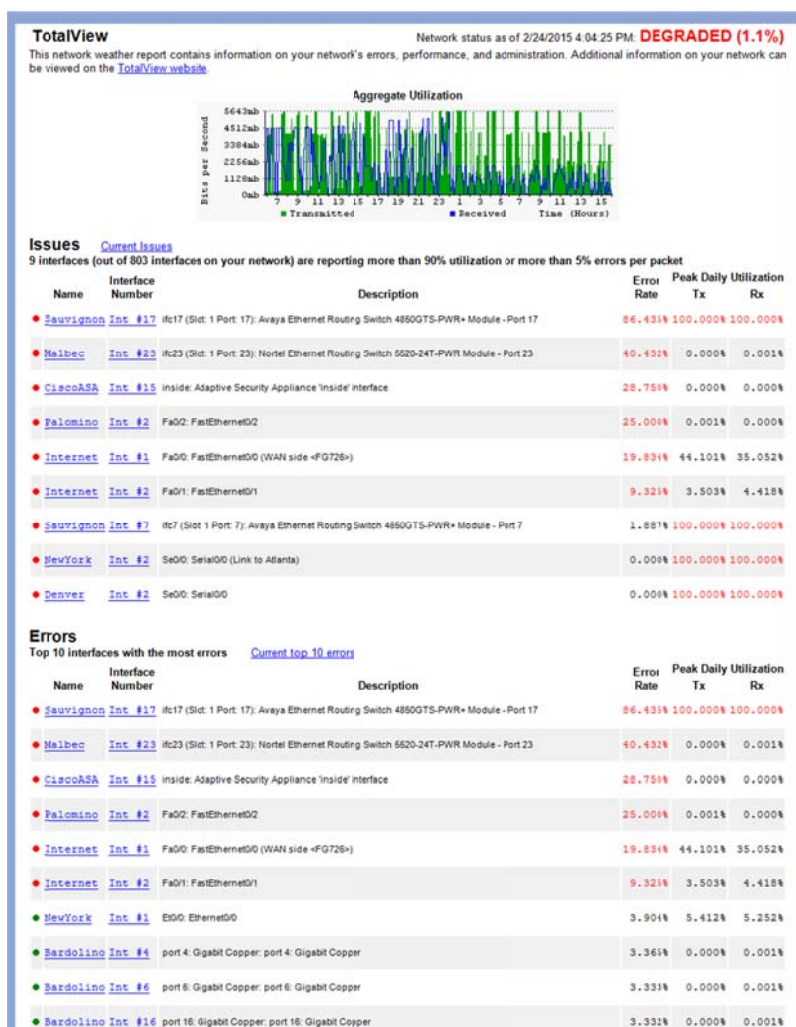 TotalView
Network status as of 2/24/2015 4:04:25 PM: DEGRADED (1.1%)
This network weather report contains information on your network's errors, performance, and administration. Additional information on your network can
be viewed on the TotalView website.
Aggregate Utilization
Bits per Second
5643mb
4512mb
3384mb
2256mb
1128mb
0mb
7 9 11 13 15 17 19 21 23 1 3 5 7 9 11 13 15
Transmitted Received Time (Hours)
Issues Current Issues
9 interfaces (out of 803 interfaces on your network) are reporting more than 90% utilization or more than 5% errors per packet
Name Interface Number Description Error Rate Peak Daily Utilization Tx Rx
Sauvignon Int #17 ifc17 (Slot: 1 Port: 17): Avaya Ethernet Routing Switch 4850GTS-PWR+ Module - Port 17 86.435% 100.000% 100.000%
Malbec Int #23 ifc23 (Slot: 1 Port: 23): Nortel Ethernet Routing Switch 5520-24T-PWR Module - Port 23 40.432% 0.000% 0.001%
CiscoASA Int #15 inside: Adaptive Security Appliance 'inside' interface 28.750% 0.000% 0.000%
Palomino Int #2 Fa0/2: FastEthernet0/2 25.000% 0.001% 0.000%
Internet Int #1 Fa0/0: FastEthernet0/0 (WAN side <FG726>) 19.834% 44.101% 35.052%
Internet Int #2 Fa0/1: FastEthernet0/1 9.325% 3.503% 4.418%
Sauvignon Int #7 ifc7 (Slot 1 Port: 7): Avaya Ethernet Routing Switch 4850GTS-PWR+ Module - Port 7 1.887% 100.000% 100.000%
NewYork Int #2 Se0/0: Serial0/0 (Link to Atlanta) 0.000% 100.000% 100.000%
Denver Int #2 Se0/0: Serial0/0 0.000% 100.000% 100.000%
Errors
Top 10 interfaces with the most errors Current top 10 errors
Name Interface Number Description Error Rate Peak Daily Utilization Tx Rx
Sauvignon Int #17 ifc17 (Slot: 1 Port: 17): Avaya Ethernet Routing Switch 4850GTS-PWR+ Module - Port 17 86.435% 100.000% 100.000%
Malbec Int #23 ifc23 (Slot: 1 Port: 23): Nortel Ethernet Routing Switch 5520-24T-PWR Module - Port 23 40.432% 0.000% 0.001%
CiscoASA Int #15 inside: Adaptive Security Appliance 'inside' interface 28.750% 0.000% 0.000%
Palomino Int #2 Fa0/2: FastEthernet0/2 25.000% 0.001% 0.000%
Internet Int #1 Fa0/0: FastEthernet0/0 (WAN side <FG726>) 19.834% 44.101% 35.052%
Internet Int #2 Fa0/1: FastEthernet0/1 9.325% 3.503% 4.418%
NewYork Int #1 Et0/0: Ethernet0/0 3.904% 5.412% 5.252%
Bardolino Int #4 port 4: Gigabit Copper: port 4: Gigabit Copper 3.365% 0.000% 0.001%
Bardolino Int #6 port 6: Gigabit Copper: port 6: Gigabit Copper 3.333% 0.000% 0.001%
Bardolino Int #16 port 16: Gigabit Copper: port 16: Gigabit Copper 3.332% 0.000% 0.001%